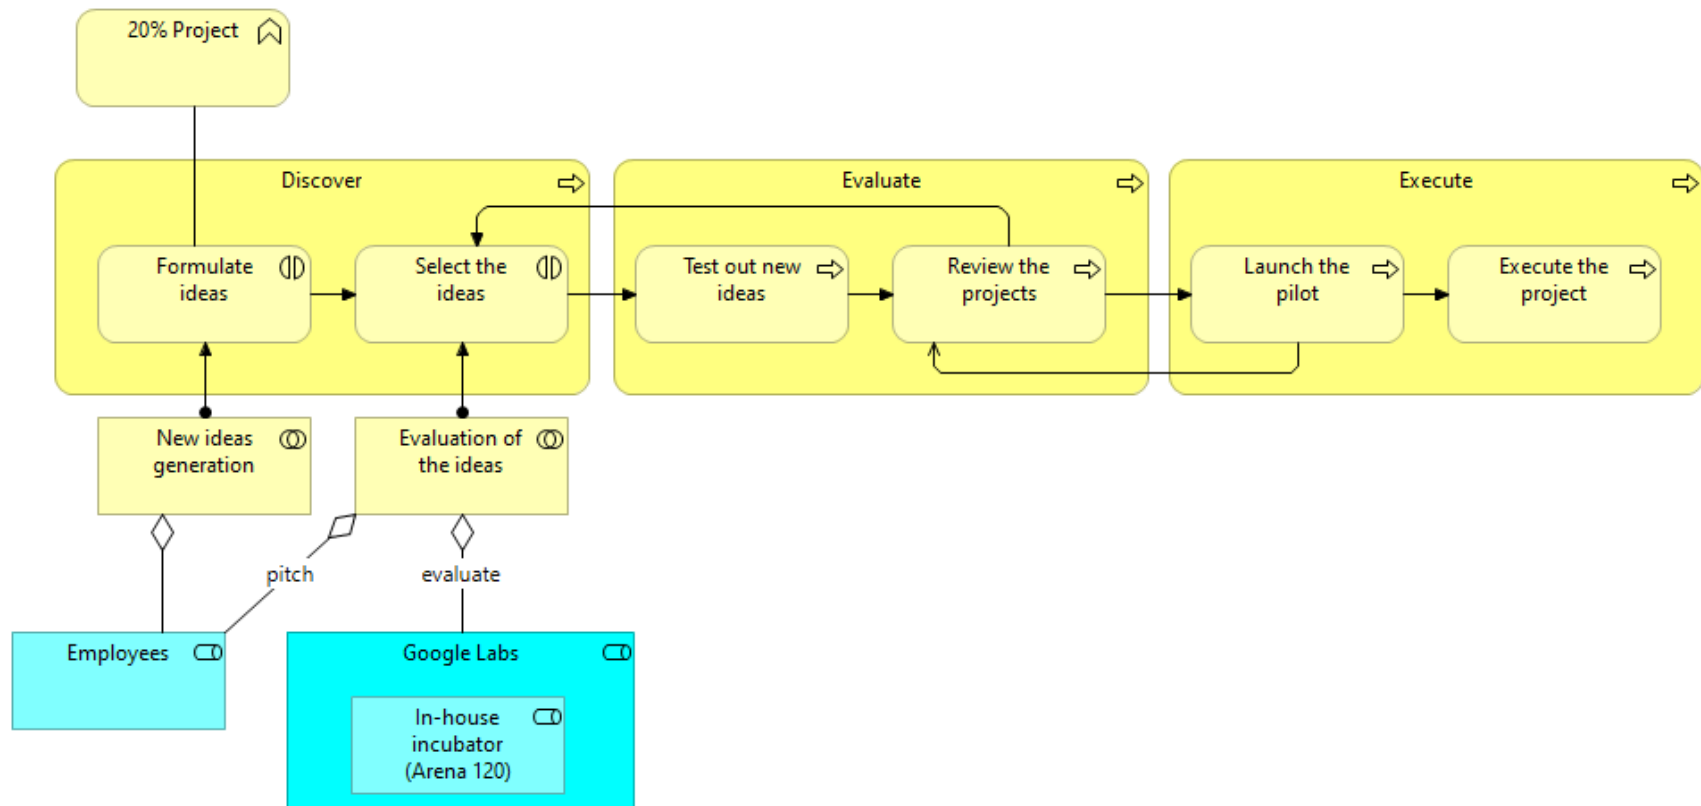 20% Project
Discover
Evaluate
Execute
Formulate
ideas
Select the
ideas
Test out new
ideas
Review the
projects
Launch the
pilot
Execute the
project
New ideas
generation
Evaluation of
the ideas
pitch
evaluate
Employees
Google Labs
In-house
incubator
(Arena 120)